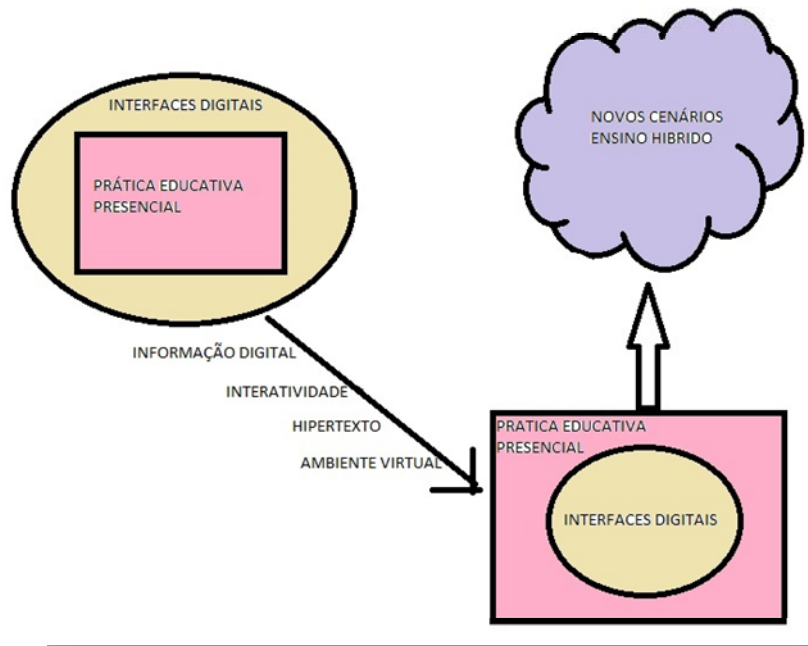 INTERFACES DIGITAIS
PRÁTICA EDUCATIVA
PRESENCIAL
NOVOS CENÁRIOS
ENSINO HIBRIDO
INFORMAÇÃO DIGITAL
INTERATIVIDADE
HIPERTEXTO
AMBIENTE VIRTUAL
PRATICA EDUCATIVA
PRESENCIAL
INTERFACES DIGITAIS